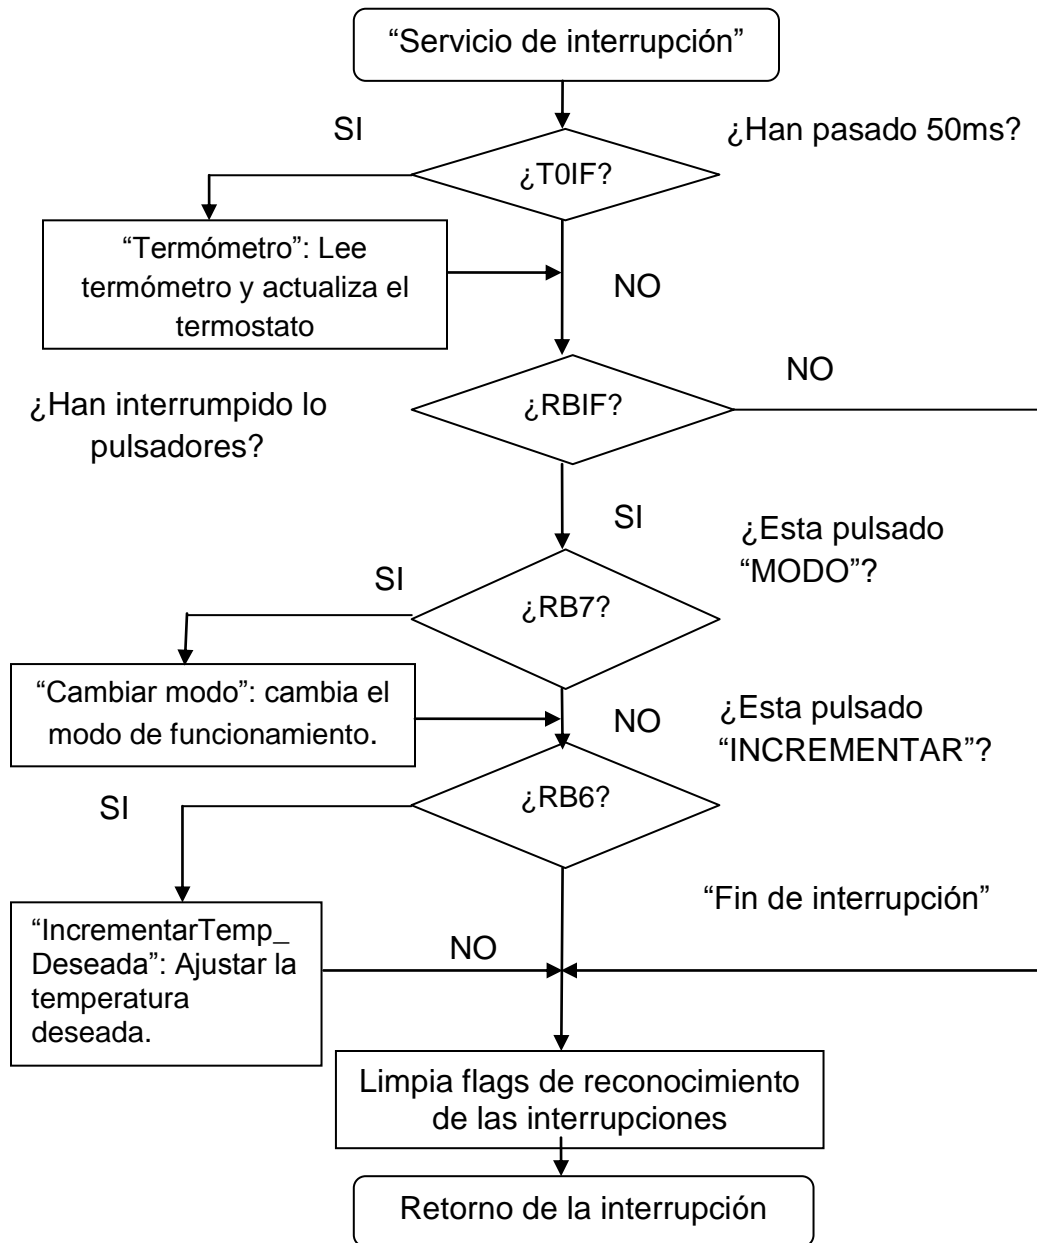 “Servicio de interrupción”
SI
¿Han pasado 50ms?
¿T0IF?
“Termómetro”: Lee
termómetro y actualiza el
termostato
NO
NO
¿Han interrumpido lo
pulsadores?
¿RBIF?
SI
¿Esta pulsado
“MODO”?
SI
¿RB7?
“Cambiar modo”: cambia el
modo de funcionamiento.
NO
¿Esta pulsado
“INCREMENTAR”?
SI
¿RB6?
“Fin de interrupción”
“IncrementarTemp_
Deseada”: Ajustar la
temperatura
deseada.
NO
Limpia flags de reconocimiento
de las interrupciones
Retorno de la interrupción